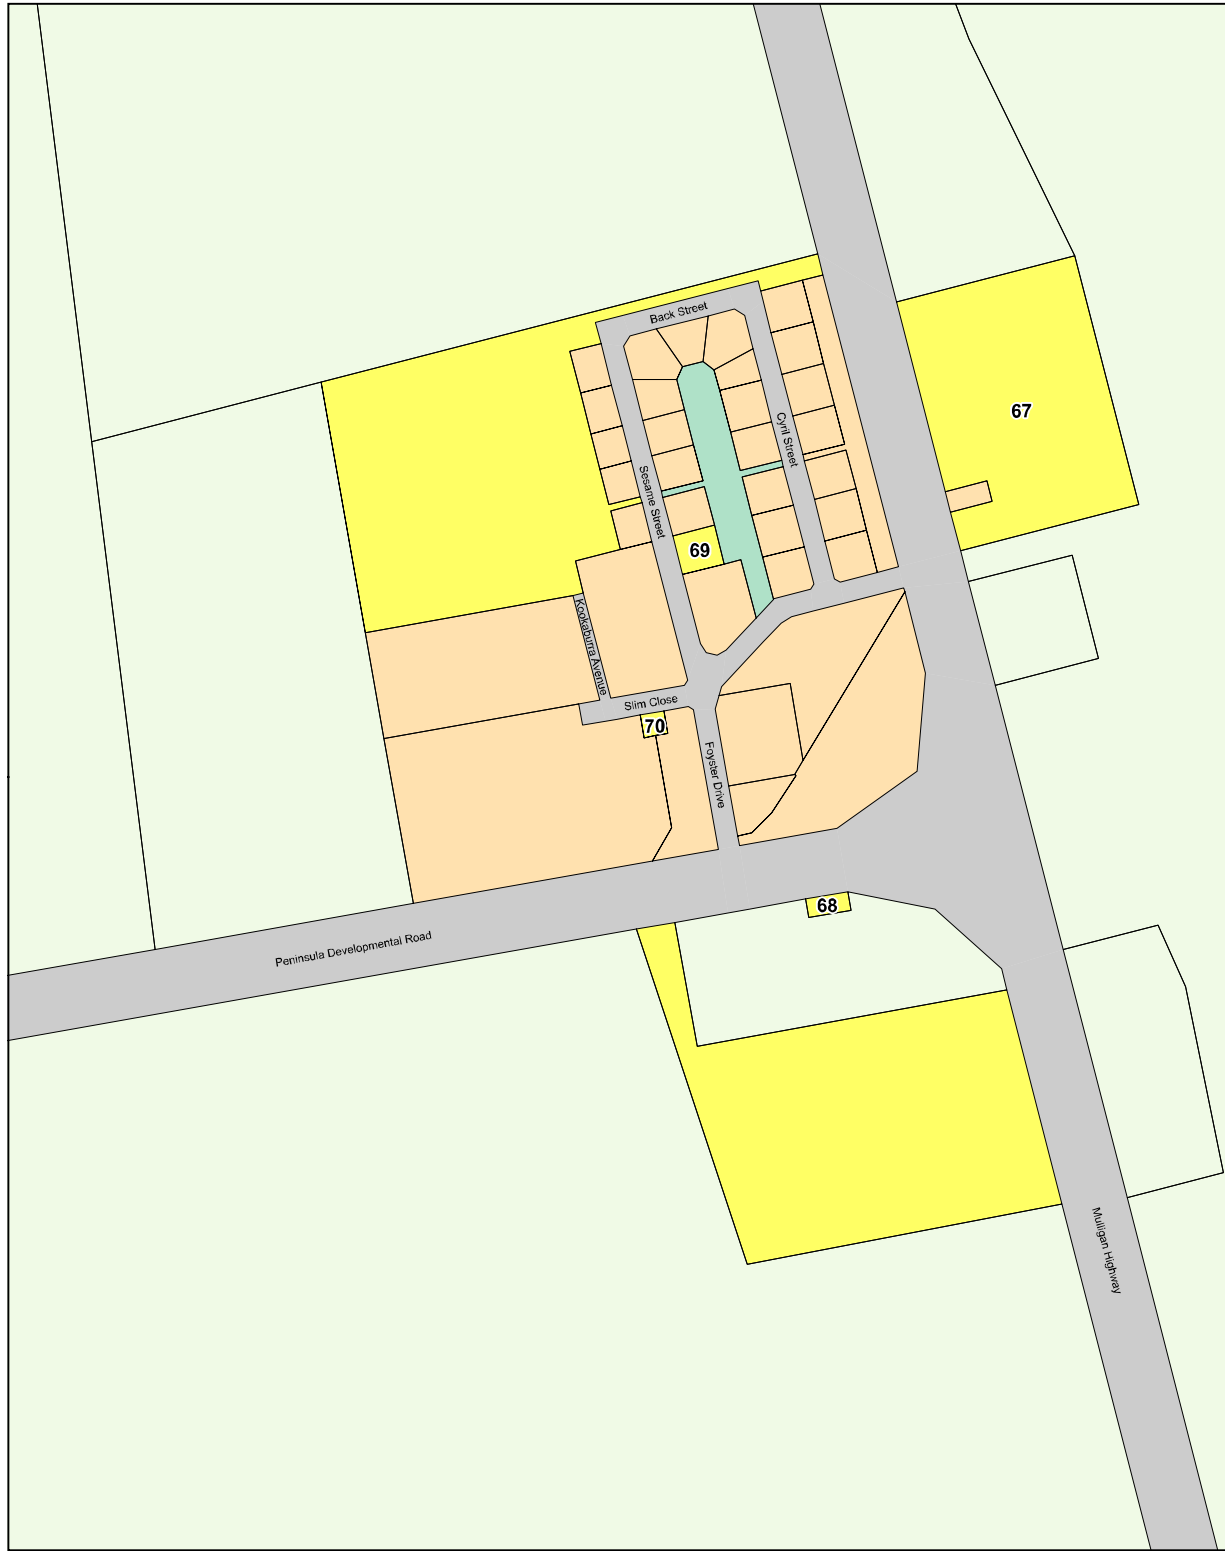 Back Street
67
Cyril Street
Sesame Street
69
Kookaburra Avenue
Slim Close
70
Foyster Drive
68
Peninsula Developmental Road
Mulligan Highway